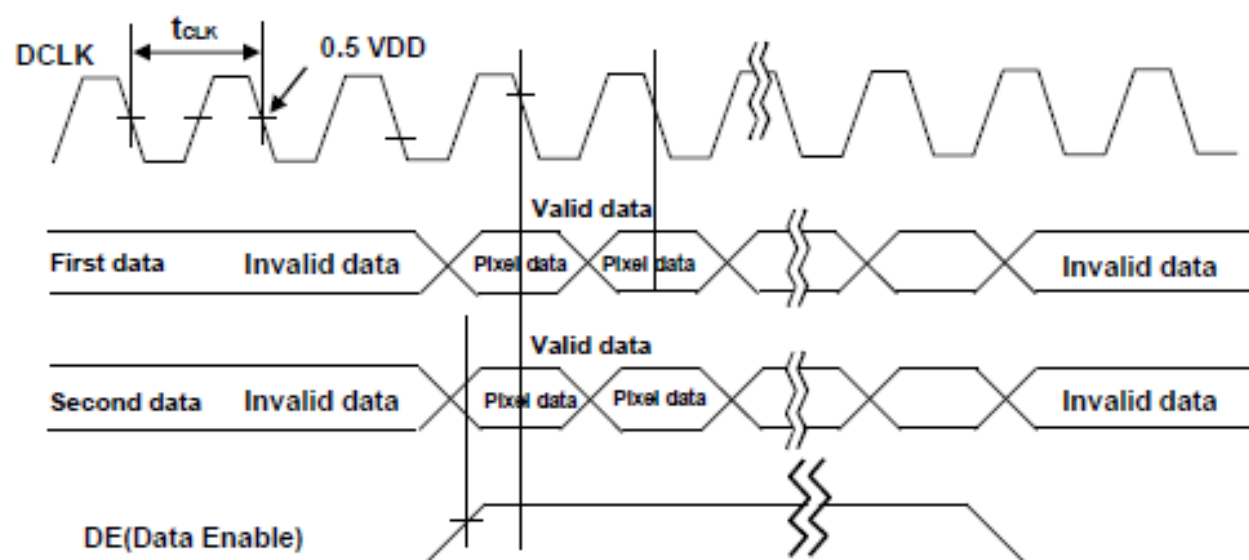 tCLK
DCLK
0.5 VDD
Valid data
First data Invalid data Pixel data Pixel data Invalid data
Valid data
Second data Invalid data Pixel data Pixel data Invalid data
DE(Data Enable)